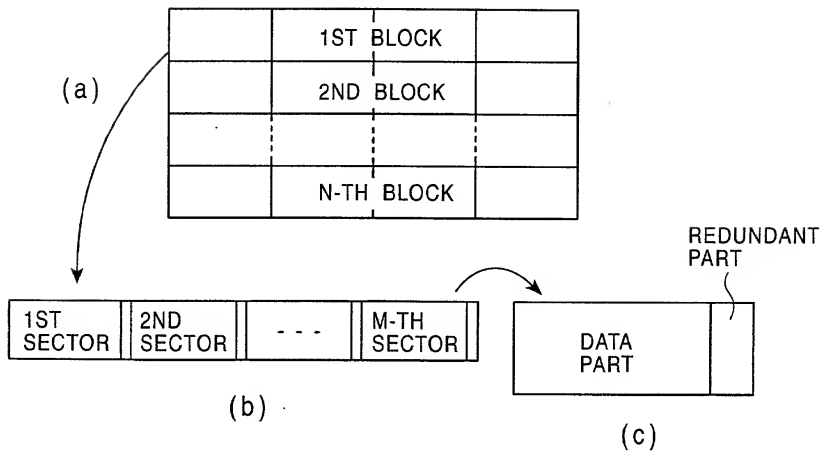 1ST BLOCK
(a)
2ND BLOCK
N-TH BLOCK
REDUNDANT
PART
1ST
SECTOR
2ND
SECTOR
- - -
M-TH
SECTOR
DATA
PART
(b)
(c)